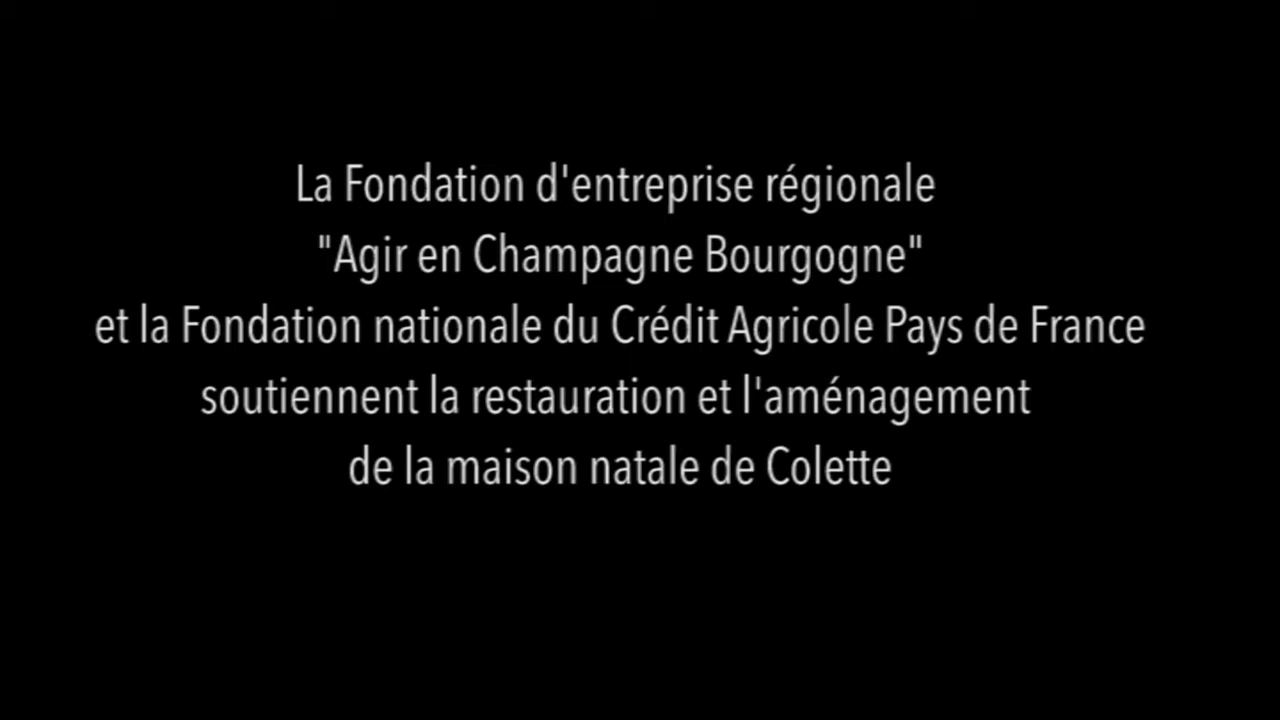 La Fondation d'entreprise régionale
"Agir en Champagne Bourgogne"
et la Fondation nationale du Crédit Agricole Pays de France
soutiennent la restauration et l'aménagement
de la maison natale de Colette